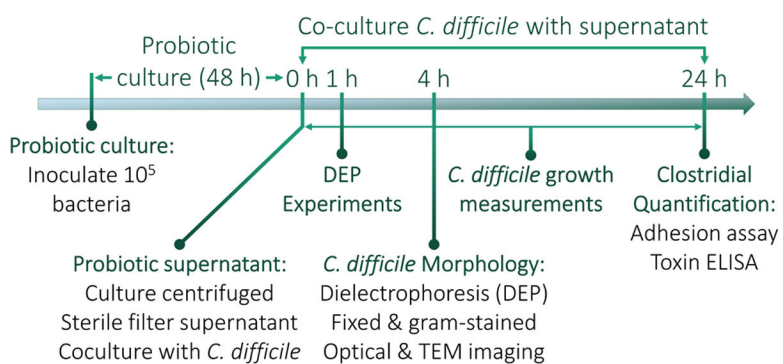 Co-culture C. difficile with supernatant
Probiotic
culture (48 h)
0 h
1 h
4 h
24 h
Probiotic culture:
Inoculate 10⁵
bacteria
DEP
Experiments
C. difficile growth
measurements
Clostridial
Quantification:
Adhesion assay
Toxin ELISA
Probiotic supernatant:
Culture centrifuged
Sterile filter supernatant
Coculture with C. difficile
C. difficile Morphology:
Dielectrophoresis (DEP)
Fixed & gram-stained
Optical & TEM imaging